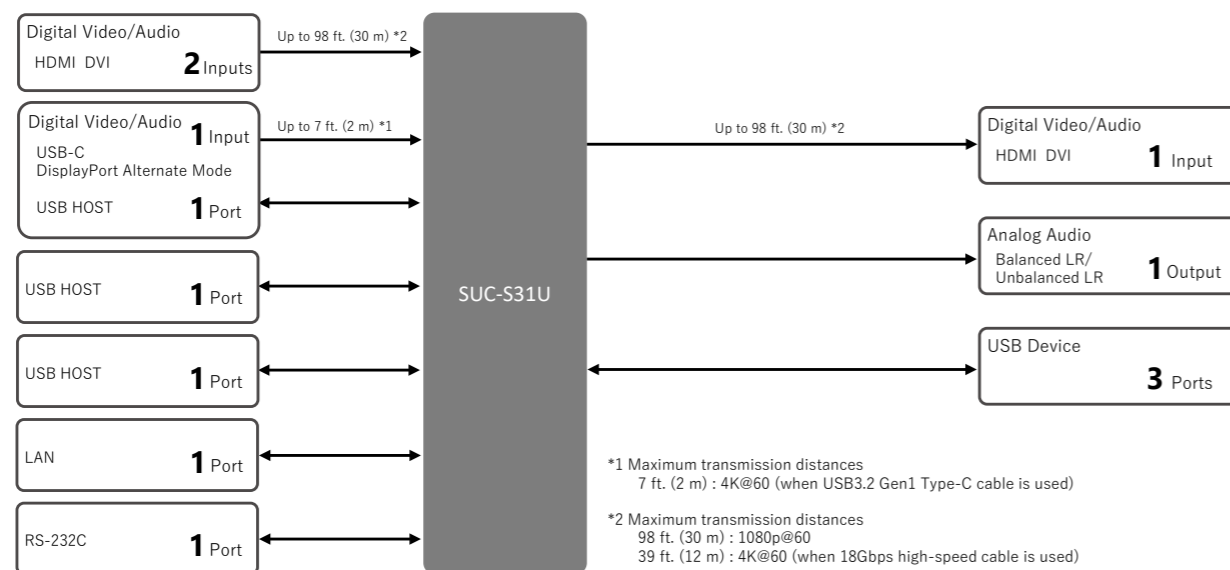 Digital Video/Audio
HDMI DVI 2 Inputs
Up to 98 ft. (30 m) *2
Digital Video/Audio 1 Input
USB-C
DisplayPort Alternate Mode
USB HOST 1 Port
Up to 7 ft. (2 m) *1
USB HOST 1 Port
USB HOST 1 Port
LAN 1 Port
RS-232C 1 Port
SUC-S31U
Up to 98 ft. (30 m) *2
Digital Video/Audio
HDMI DVI 1 Input
Analog Audio
Balanced LR/
Unbalanced LR 1 Output
USB Device
3 Ports
*1 Maximum transmission distances
7 ft. (2 m) : 4K@60 (when USB3.2 Gen1 Type-C cable is used)
*2 Maximum transmission distances
98 ft. (30 m) : 1080p@60
39 ft. (12 m) : 4K@60 (when 18Gbps high-speed cable is used)